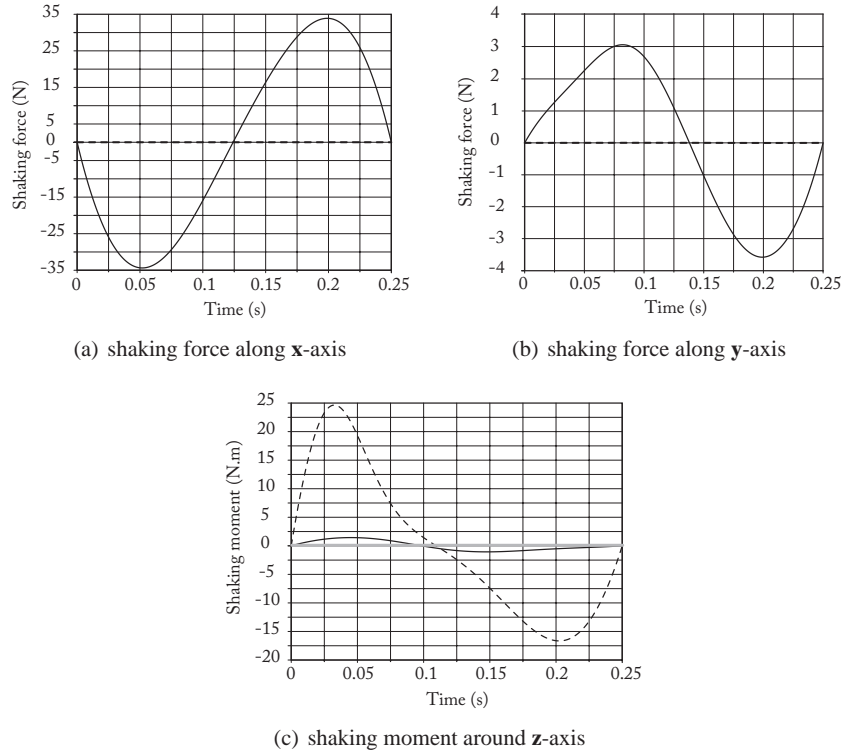 35
25
15
5
0
-5
-15
-25
-35
Shaking force (N)
0 0.05 0.1 0.15 0.2 0.25
Time (s)
(a) shaking force along x-axis
4
3
2
1
0
-1
-2
-3
-4
Shaking force (N)
0 0.05 0.1 0.15 0.2 0.25
Time (s)
(b) shaking force along y-axis
25
20
15
10
5
0
-5
-10
-15
-20
Shaking moment (N.m)
0 0.05 0.1 0.15 0.2 0.25
Time (s)
(c) shaking moment around z-axis